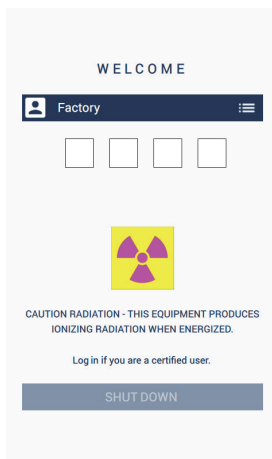 WELCOME
Factory
CAUTION RADIATION - THIS EQUIPMENT PRODUCES
IONIZING RADIATION WHEN ENERGIZED.
Log in if you are a certified user.
SHUT DOWN